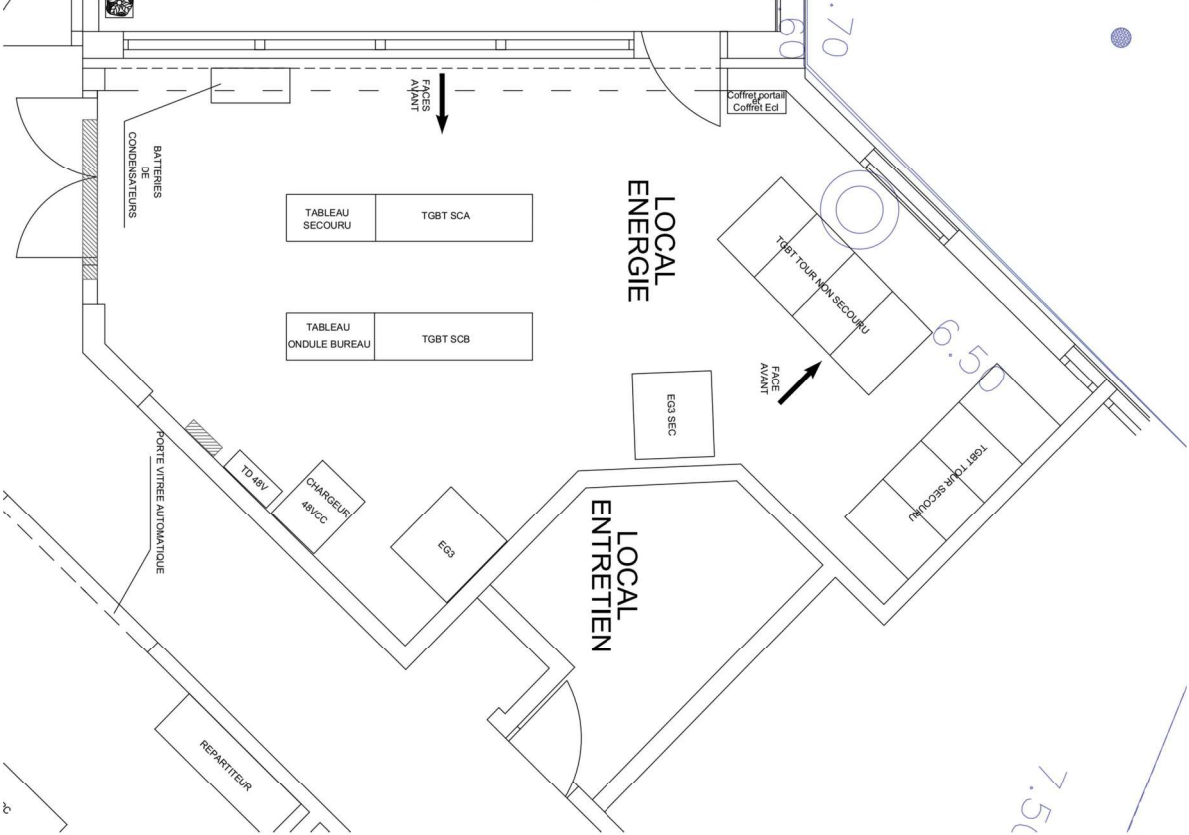 .70
60
Coffret portail
et
Coffret Ecl
FACES
AVANT
BATTERIES
DE
CONDENSATEURS
TABLEAU
SECOURU
TGBT SCA
LOCAL
ENERGIE
TGBT TOUR NON SECOURU
TABLEAU
ONDULE BUREAU
TGBT SCB
6.50
FACE
AVANT
EG3 SEC
PORTE VITREE AUTOMATIQUE
TD 48V
CHARGEUR
48VCC
EG3
TGBT TOUR SECOURU
LOCAL
ENTRETIEN
REPARTITEUR